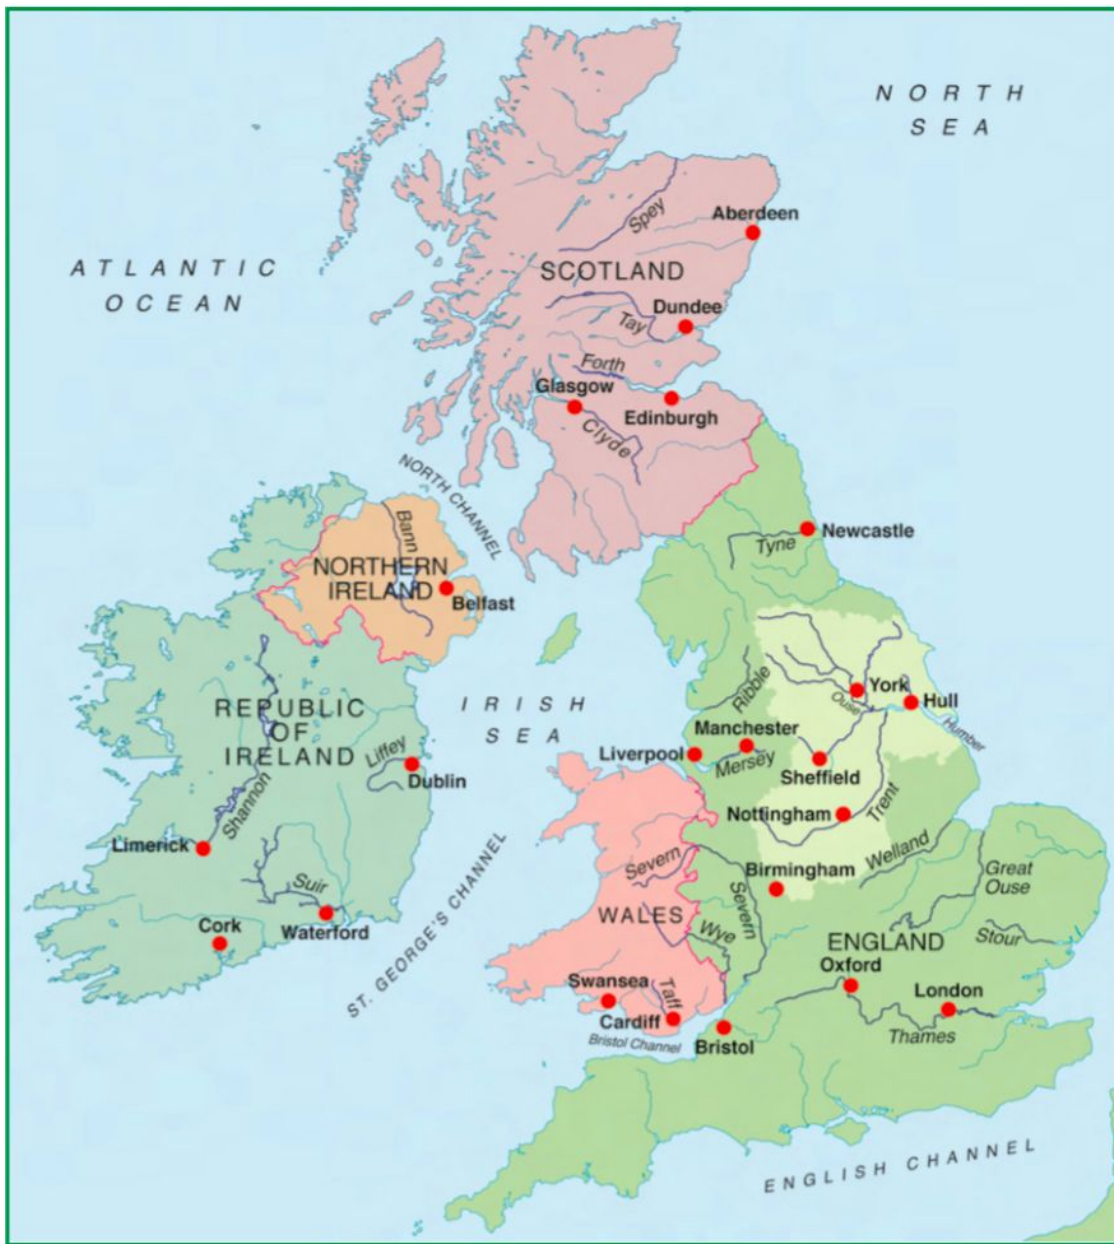 NORTH
SEA
Spey
Aberdeen
ATLANTIC
OCEAN
SCOTLAND
Dundee
Tay
Forth
Glasgow
Edinburgh
Clyde
NORTH CHANNEL
Bann
Newcastle
Tyne
NORTHERN
IRELAND
Belfast
Ribble
York
Ouse
Hull
Humber
IRISH
SEA
REPUBLIC
OF
IRELAND
Manchester
Liverpool
Mersey
Sheffield
Liffey
Dublin
Shannon
Nottingham
Trent
Limerick
Welland
Severn
Birmingham
Severn
Great
Ouse
Suir
Waterford
Cork
ST. GEORGE'S CHANNEL
WALES
Wye
ENGLAND
Stour
Oxford
London
Swansea
Taff
Cardiff
Bristol Channel
Bristol
Thames
ENGLISH CHANNEL